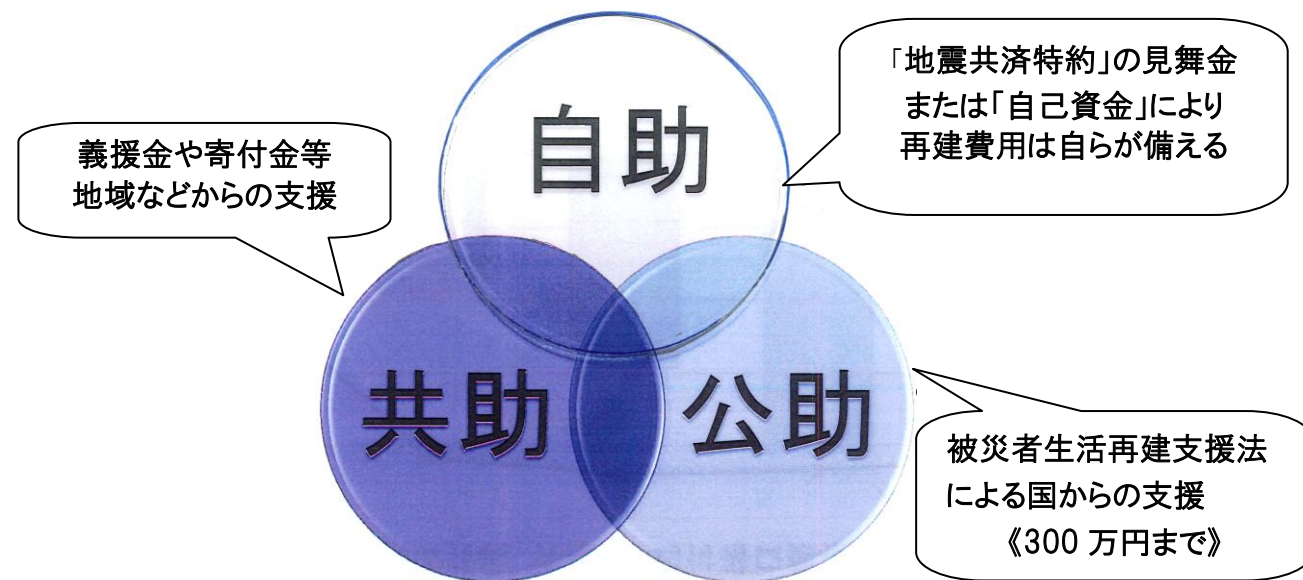 「地震共済特約」の見舞金
または「自己資金」により
再建費用は自らが備える
自助
義援金や寄付金等
地域などからの支援
共助
公助
被災者生活再建支援法
による国からの支援
《300 万円まで》